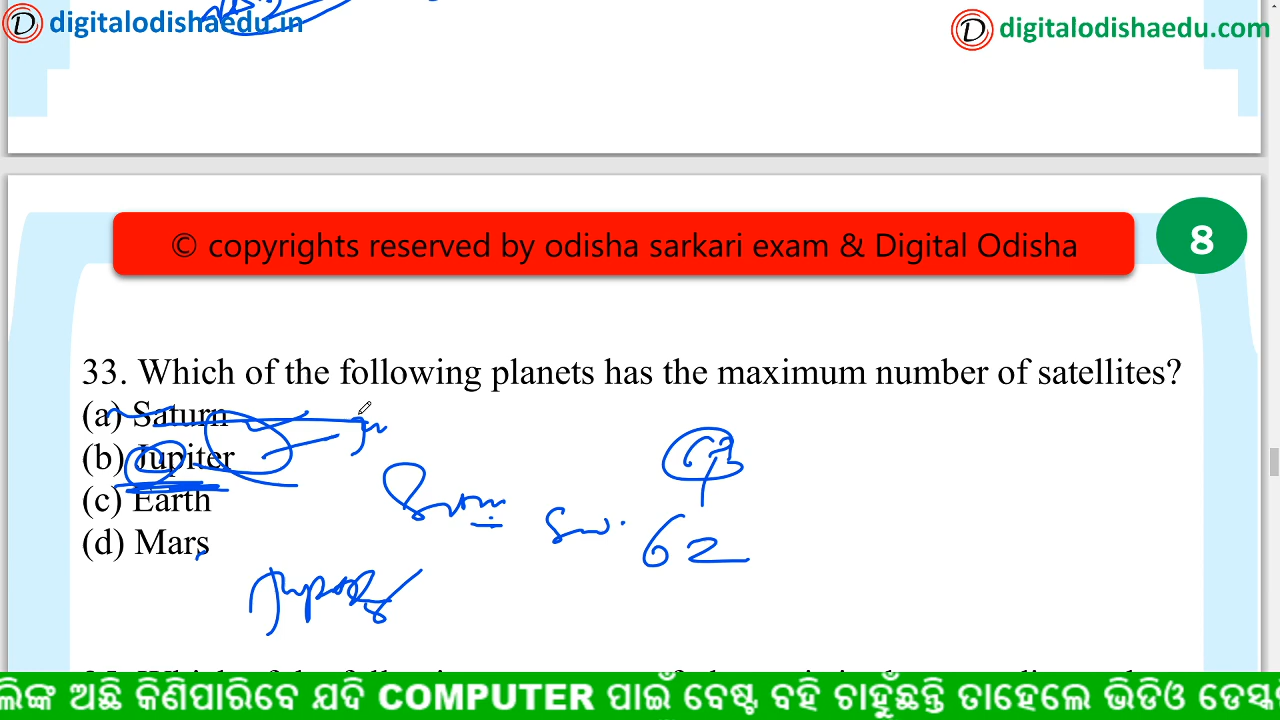 digitalodishaedu.in
digitalodishaedu.com
© copyrights reserved by odisha sarkari exam & Digital Odisha
8
33. Which of the following planets has the maximum number of satellites?
(a) Saturn
(b) Jupiter
(c) Earth
(d) Mars
62
ଲିଙ୍କ ଅଛି କିଣିପାରିବେ ଯଦି COMPUTER ପାଇଁ ବେଷ୍ଟ ବହି ଚାହୁଁଛନ୍ତି ତାହେଲେ ଭିଡିଓ ଡେସ୍କ